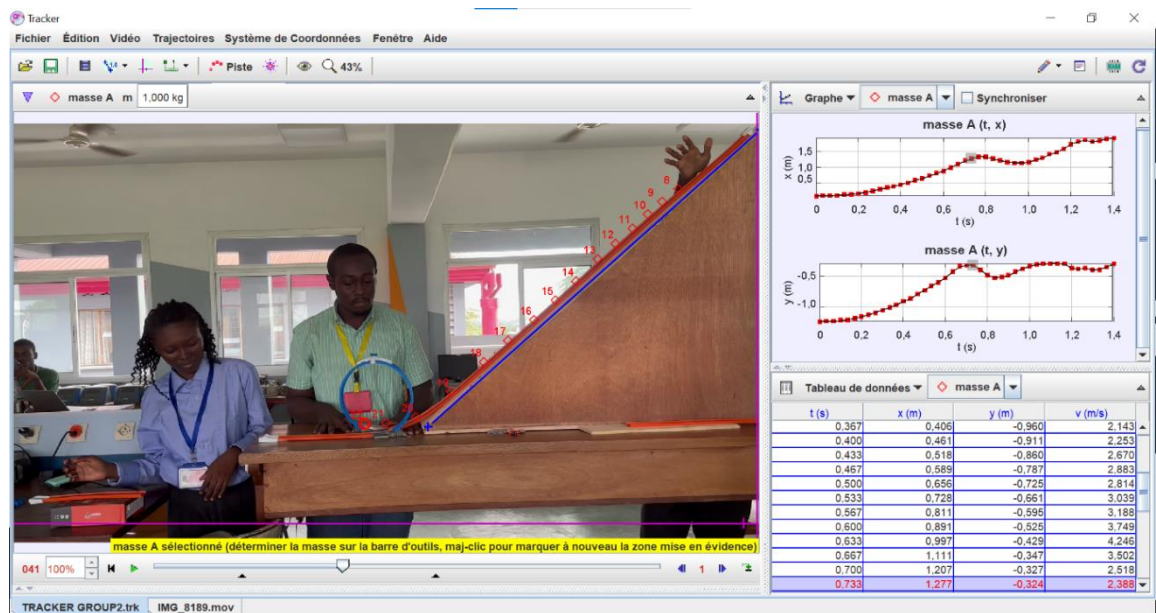 Tracker
Fichier Édition Vidéo Trajectoires Système de Coordonnées Fenêtre Aide
Piste 43%
masse A m 1,000 kg
Graphe masse A Synchroniser
masse A (t, x)
x (m)
1,5
1,0
0,5
0 0,2 0,4 0,6 0,8 1,0 1,2 1,4
t (s)
masse A (t, y)
y (m)
-0,5
-1,0
0 0,2 0,4 0,6 0,8 1,0 1,2 1,4
t (s)
8
9
10
11
12
13
14
15
16
17
18
masse A sélectionné (déterminer la masse sur la barre d'outils, maj-clic pour marquer à nouveau la zone mise en évidence)
Tableau de données masse A
t (s) x (m) y (m) v (m/s)
0,367 0,406 -0,960 2,143
0,400 0,461 -0,911 2,253
0,433 0,518 -0,860 2,670
0,467 0,589 -0,787 2,883
0,500 0,656 -0,725 2,814
0,533 0,728 -0,661 3,039
0,567 0,811 -0,595 3,188
0,600 0,891 -0,525 3,749
0,633 0,997 -0,429 4,246
0,667 1,111 -0,347 3,502
0,700 1,207 -0,327 2,518
0,733 1,277 -0,324 2,388
041 100% 1
TRACKER GROUP2.trk IMG_8189.mov